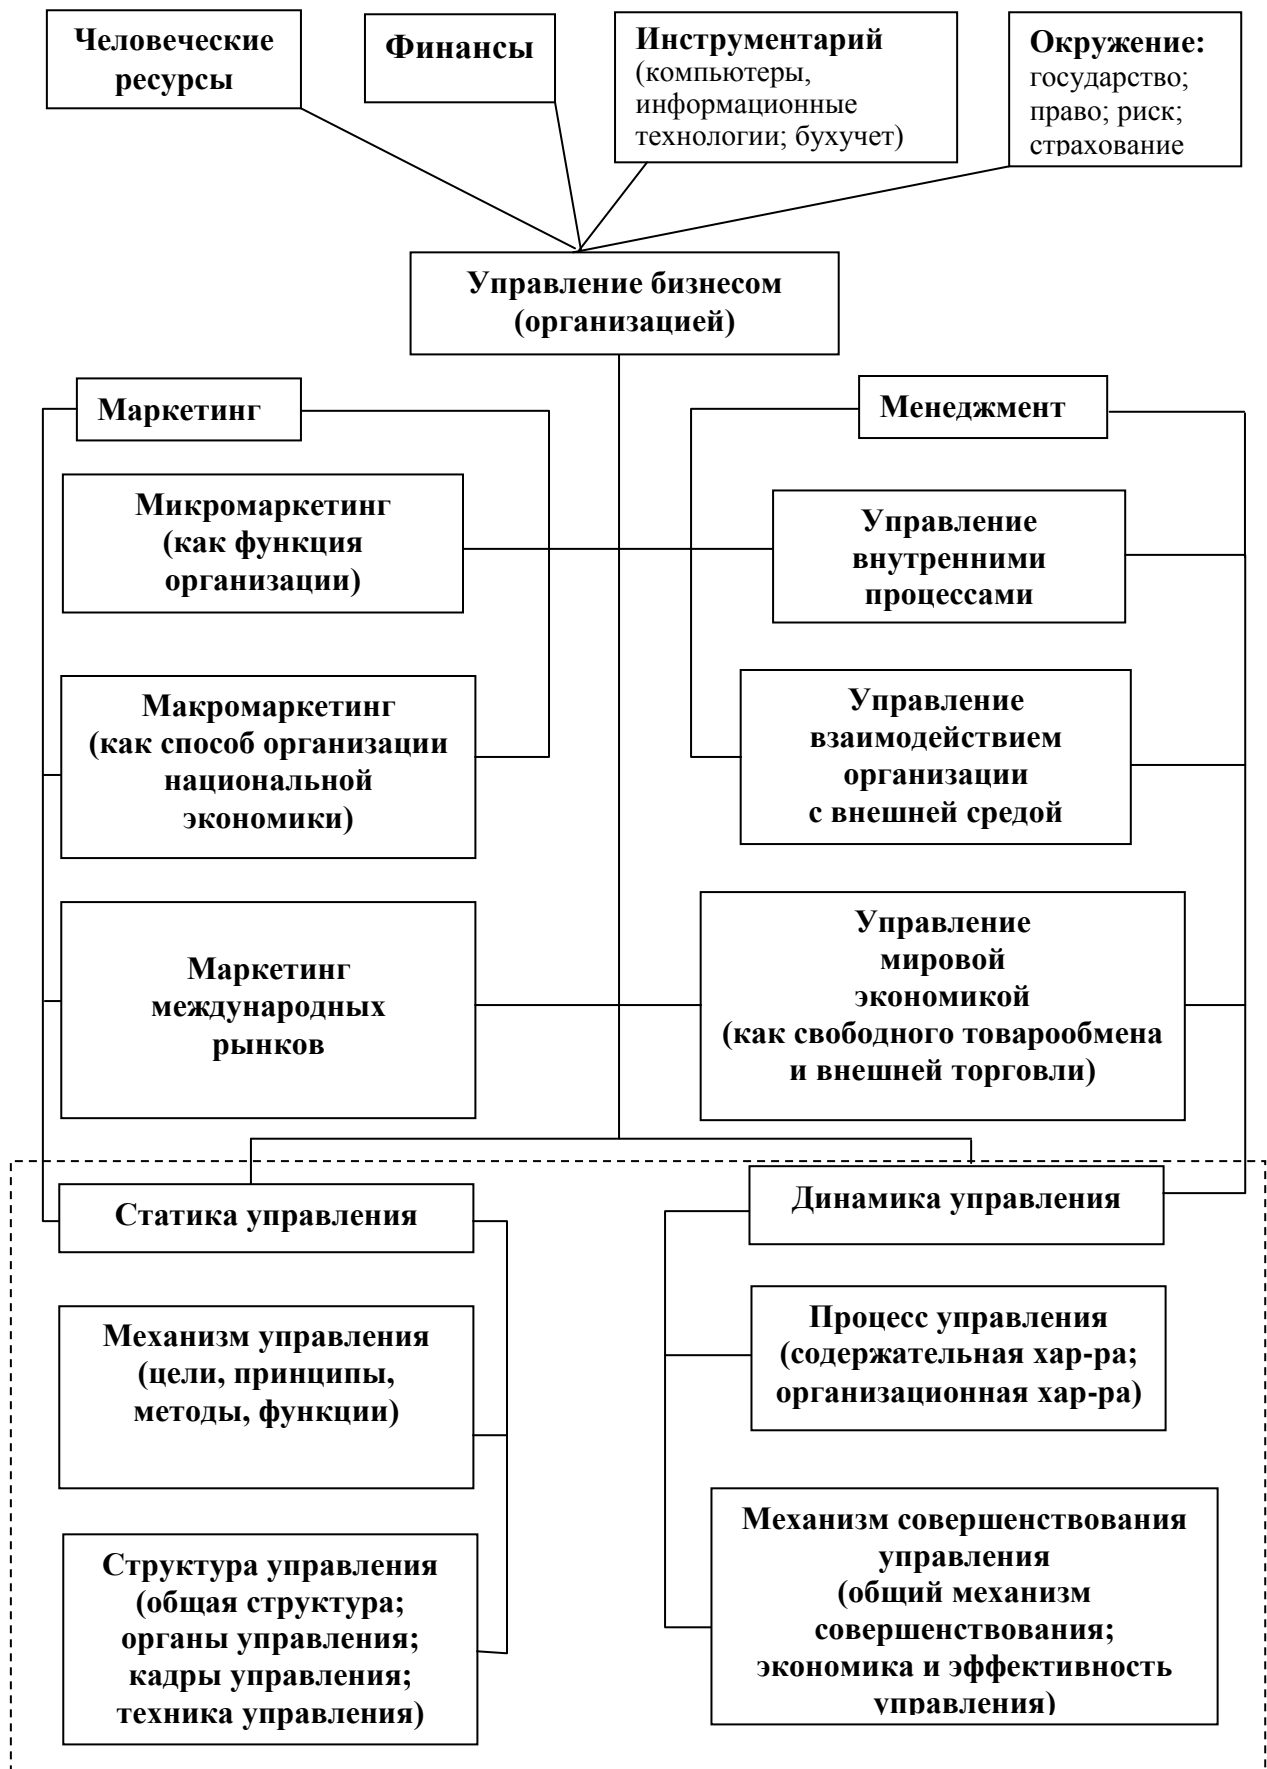 Человеческие
ресурсы
Финансы
Инструментарий
(компьютеры,
информационные
технологии; бухучет)
Окружение:
государство;
право; риск;
страхование
Управление бизнесом
(организацией)
Маркетинг
Менеджмент
Микромаркетинг
(как функция
организации)
Управление
внутренними
процессами
Макромаркетинг
(как способ организации
национальной
экономики)
Управление
взаимодействием
организации
с внешней средой
Маркетинг
международных
рынков
Управление
мировой
экономикой
(как свободного товарообмена
и внешней торговли)
Статика управления
Динамика управления
Механизм управления
(цели, принципы,
методы, функции)
Процесс управления
(содержательная хар-ра;
организационная хар-ра)
Структура управления
(общая структура;
органы управления;
кадры управления;
техника управления)
Механизм совершенствования
управления
(общий механизм
совершенствования;
экономика и эффективность
управления)